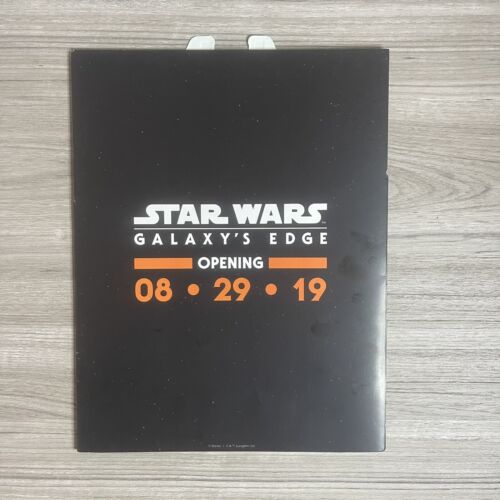 STAR WARS
GALAXY'S EDGE
OPENING
08 • 29 • 19